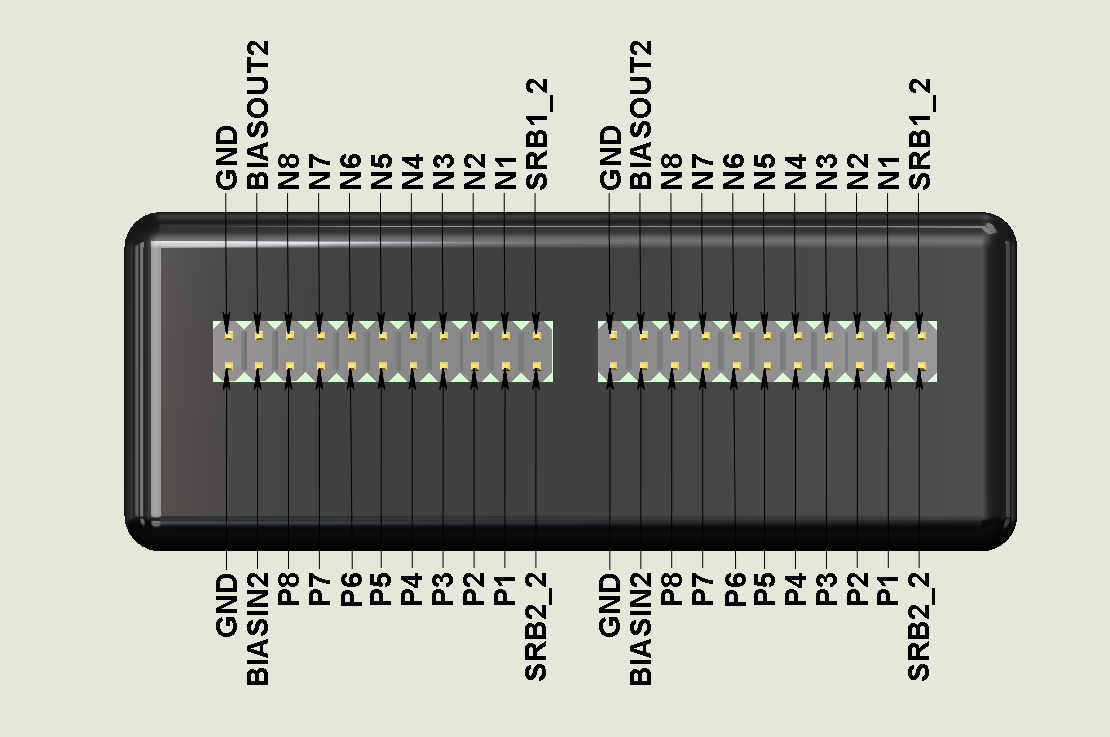 GND
BIASOUT2
N8
N7
N6
N5
N4
N3
N2
N1
SRB1_2
GND
BIASOUT2
N8
N7
N6
N5
N4
N3
N2
N1
SRB1_2
GND
BIASIN2
P8
P7
P6
P5
P4
P3
P2
P1
SRB2_2
GND
BIASIN2
P8
P7
P6
P5
P4
P3
P2
P1
SRB2_2